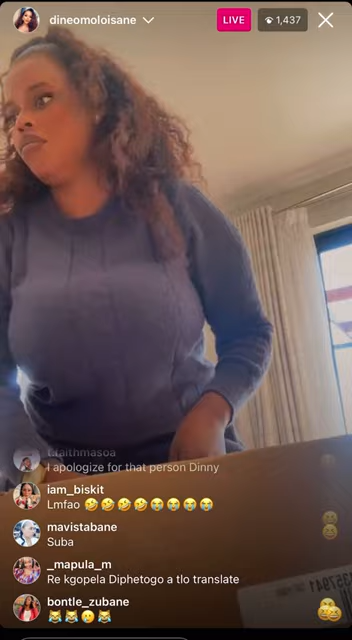 dineomoloisane
LIVE
1,437
I apologize for that person Dinny
iam_biskit
Lmfao 🤣🤣🤣🤣😭😭😭😭
mavistabane
Suba
_mapula_m
Re kgopela Diphetogo a tlo translate
bontle_zubane
😹😹🥲😹